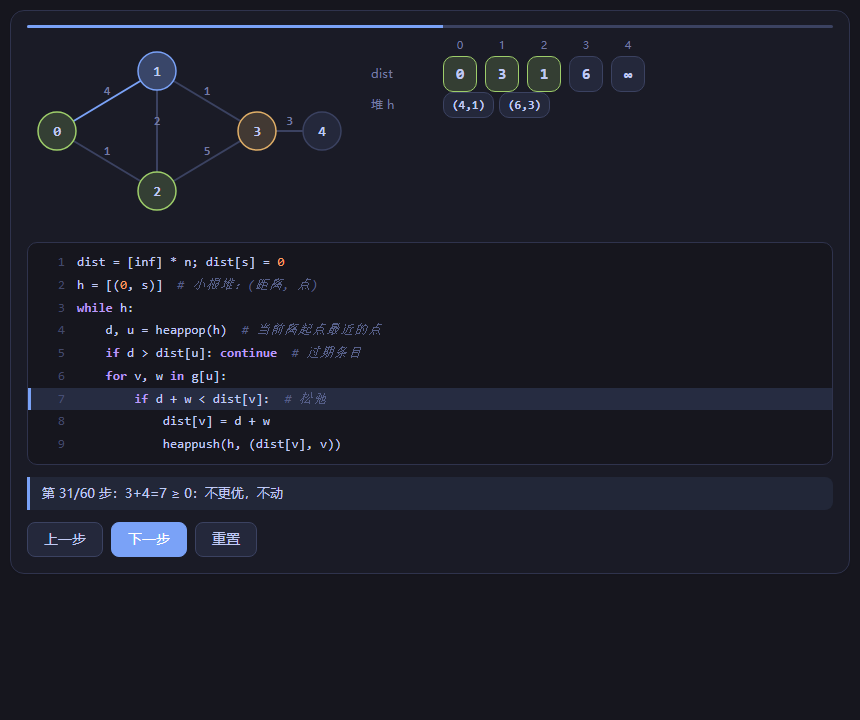 0 1 2 3 4
dist 0 3 1 6 ∞
堆 h (4,1) (6,3)
1
4 1
2
0 3 3 4
1 5
2
1 dist = [inf] * n; dist[s] = 0
2 h = [(0, s)]  # 小根堆: (距离, 点)
3 while h:
4     d, u = heappop(h)  # 当前离起点最近的点
5     if d > dist[u]: continue  # 过期条目
6     for v, w in g[u]:
7         if d + w < dist[v]:  # 松弛
8             dist[v] = d + w
9             heappush(h, (dist[v], v))
第 31/60 步: 3+4=7 ≥ 0: 不更优, 不动
上一步 下一步 重置